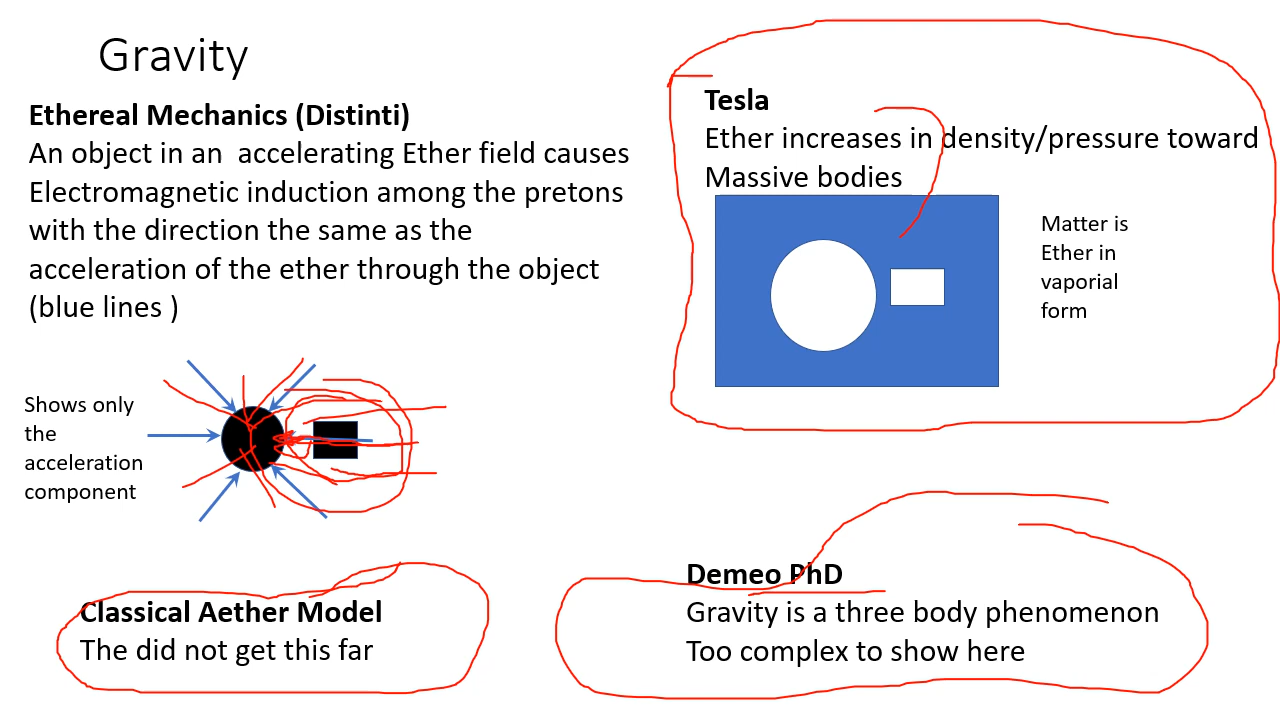 Gravity
Ethereal Mechanics (Distinti)
An object in an accelerating Ether field causes
Electromagnetic induction among the pretons
with the direction the same as the
acceleration of the ether through the object
(blue lines )
Shows only
the
acceleration
component
Tesla
Ether increases in density/pressure toward
Massive bodies
Matter is
Ether in
vaporial
form
Classical Aether Model
The did not get this far
Demeo PhD
Gravity is a three body phenomenon
Too complex to show here